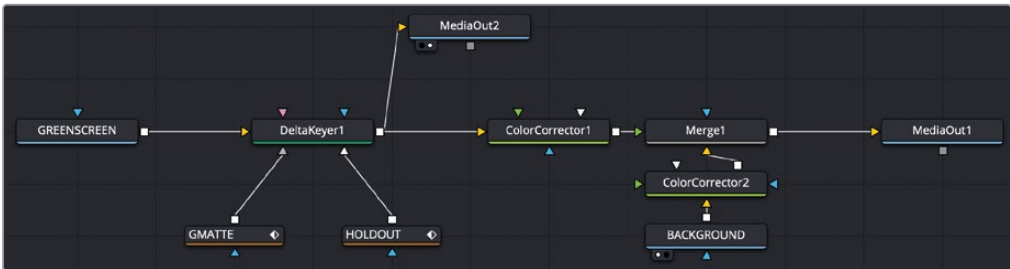 MediaOut2
GREENSCREEN
DeltaKeyer1
ColorCorrector1
Merge1
MediaOut1
ColorCorrector2
GMATTE
HOLDOUT
BACKGROUND